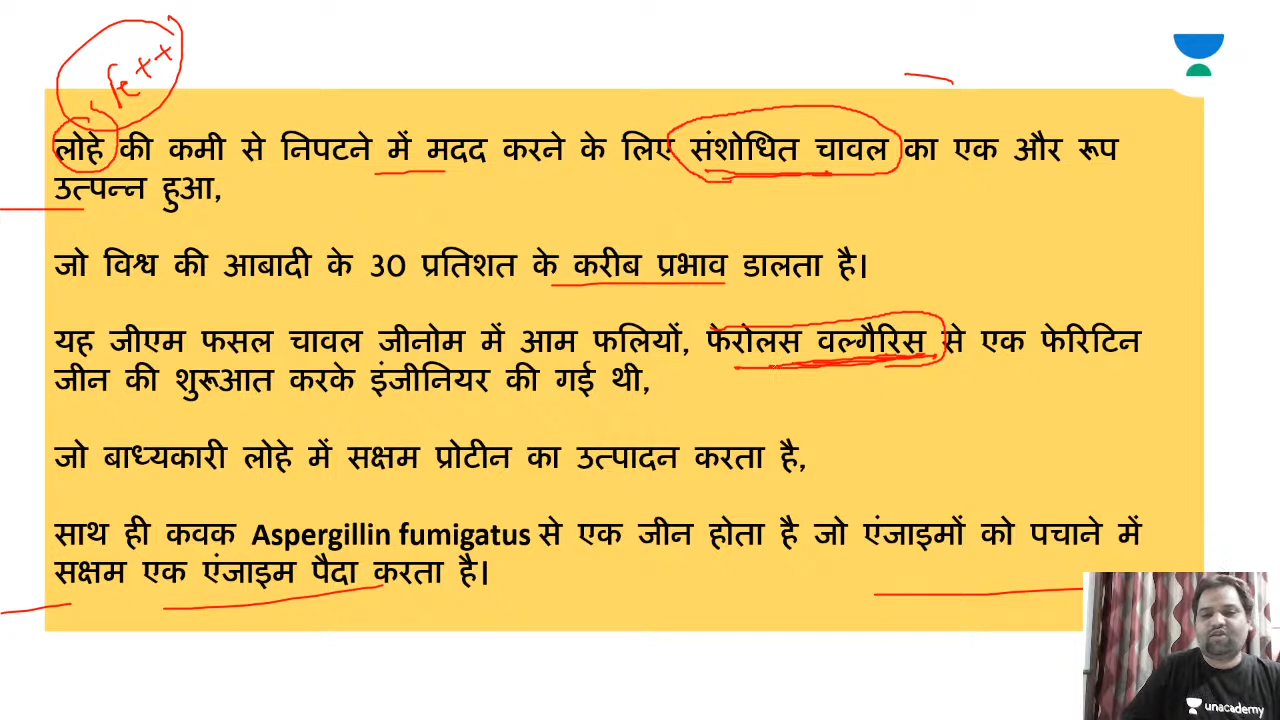 Fe++
लोहे की कमी से निपटने में मदद करने के लिए संशोधित चावल का एक और रूप
उत्पन्न हुआ,
जो विश्व की आबादी के 30 प्रतिशत के करीब प्रभाव डालता है।
यह जीएम फसल चावल जीनोम में आम फलियों, फेरोलस वल्गैरिस से एक फेरिटिन
जीन की शुरूआत करके इंजीनियर की गई थी,
जो बाध्यकारी लोहे में सक्षम प्रोटीन का उत्पादन करता है,
साथ ही कवक Aspergillin fumigatus से एक जीन होता है जो एंजाइमों को पचाने में
सक्षम एक एंजाइम पैदा करता है।
unacademy